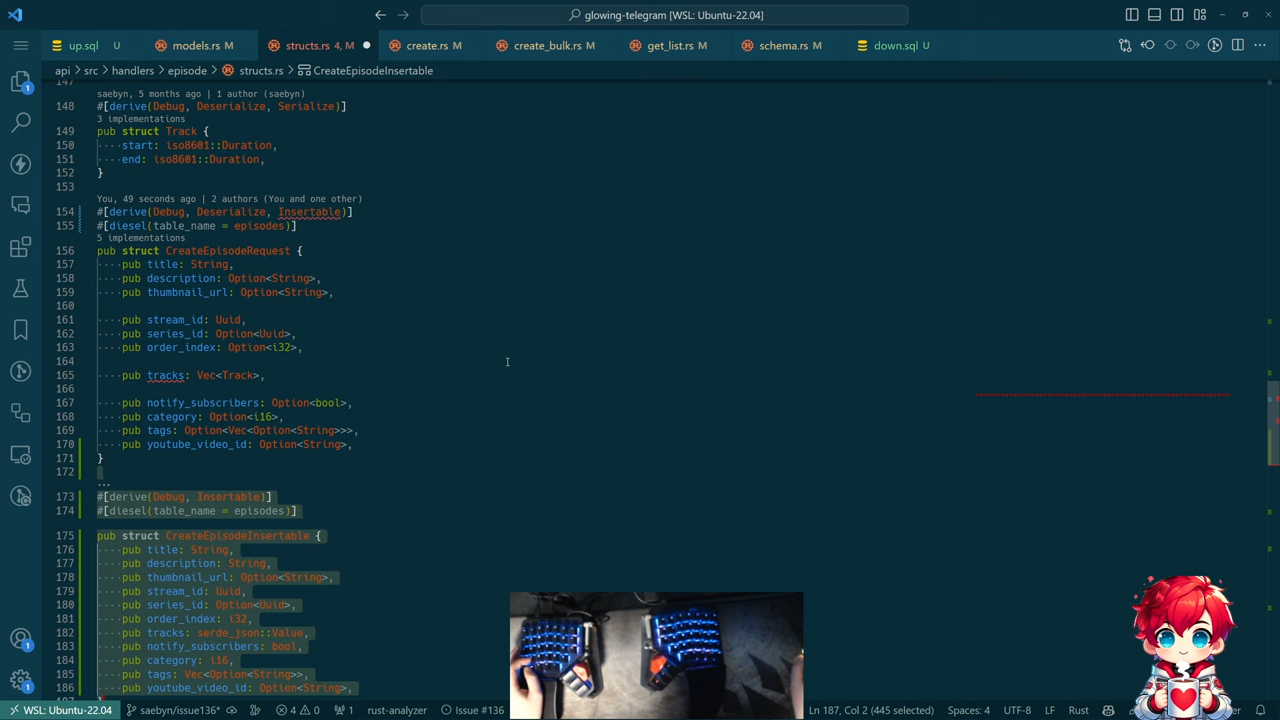 glowing-telegram [WSL: Ubuntu-22.04]
up.sql U
models.rs M
structs.rs 4, M
create.rs M
create_bulk.rs M
get_list.rs M
schema.rs M
down.sql U
api > src > handlers > episode > structs.rs > CreateEpisodeInsertable
147
saebyn, 5 months ago | 1 author (saebyn)
148 #[derive(Debug, Deserialize, Serialize)]
3 implementations
149 pub struct Track {
150 ····start: iso8601::Duration,
151 ····end: iso8601::Duration,
152 }
153
You, 49 seconds ago | 2 authors (You and one other)
154 #[derive(Debug, Deserialize, Insertable)]
155 #[diesel(table_name = episodes)]
5 implementations
156 pub struct CreateEpisodeRequest {
157 ····pub title: String,
158 ····pub description: Option<String>,
159 ····pub thumbnail_url: Option<String>,
160
161 ····pub stream_id: Uuid,
162 ····pub series_id: Option<Uuid>,
163 ····pub order_index: Option<i32>,
164
165 ····pub tracks: Vec<Track>,
166
167 ····pub notify_subscribers: Option<bool>,
168 ····pub category: Option<i16>,
169 ····pub tags: Option<Vec<Option<String>>>,
170 ····pub youtube_video_id: Option<String>,
171 }
172
...
173 #[derive(Debug, Insertable)]
174 #[diesel(table_name = episodes)]
175 pub struct CreateEpisodeInsertable {
176 ····pub title: String,
177 ····pub description: String,
178 ····pub thumbnail_url: Option<String>,
179 ····pub stream_id: Uuid,
180 ····pub series_id: Option<Uuid>,
181 ····pub order_index: i32,
182 ····pub tracks: serde_json::Value,
183 ····pub notify_subscribers: bool,
184 ····pub category: i16,
185 ····pub tags: Vec<Option<String>>,
186 ····pub youtube_video_id: Option<String>,
WSL: Ubuntu-22.04 saebyn/issue136* 4 0 1 rust-analyzer Issue #136 Ln 187, Col 2 (445 selected) Spaces: 4 UTF-8 LF Rust